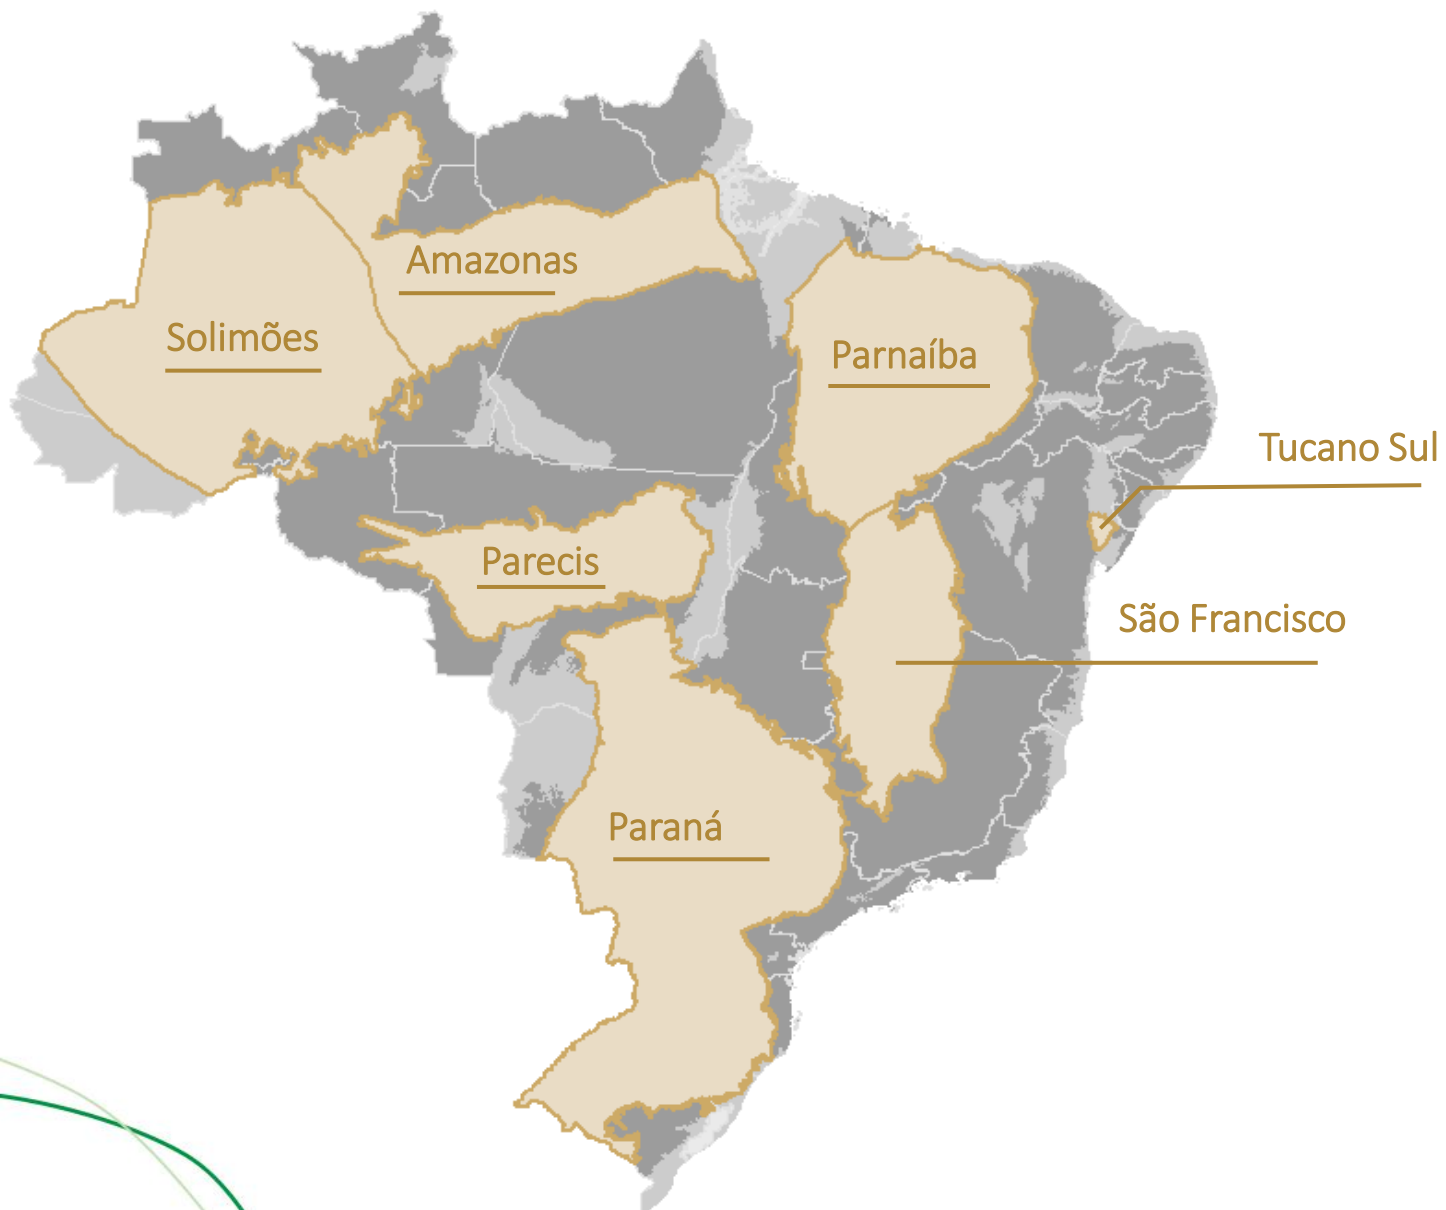 Amazonas
Solimões
Parnaíba
Tucano Sul
Parecis
São Francisco
Paraná